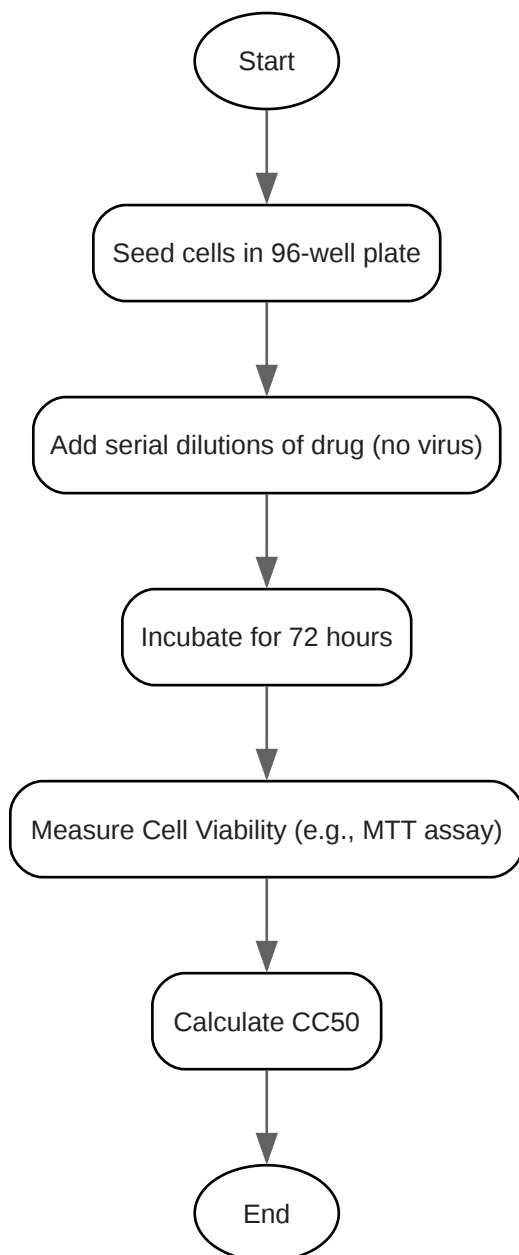 Start
Seed cells in 96-well plate
Add serial dilutions of drug (no virus)
Incubate for 72 hours
Measure Cell Viability (e.g., MTT assay)
Calculate CC50
End